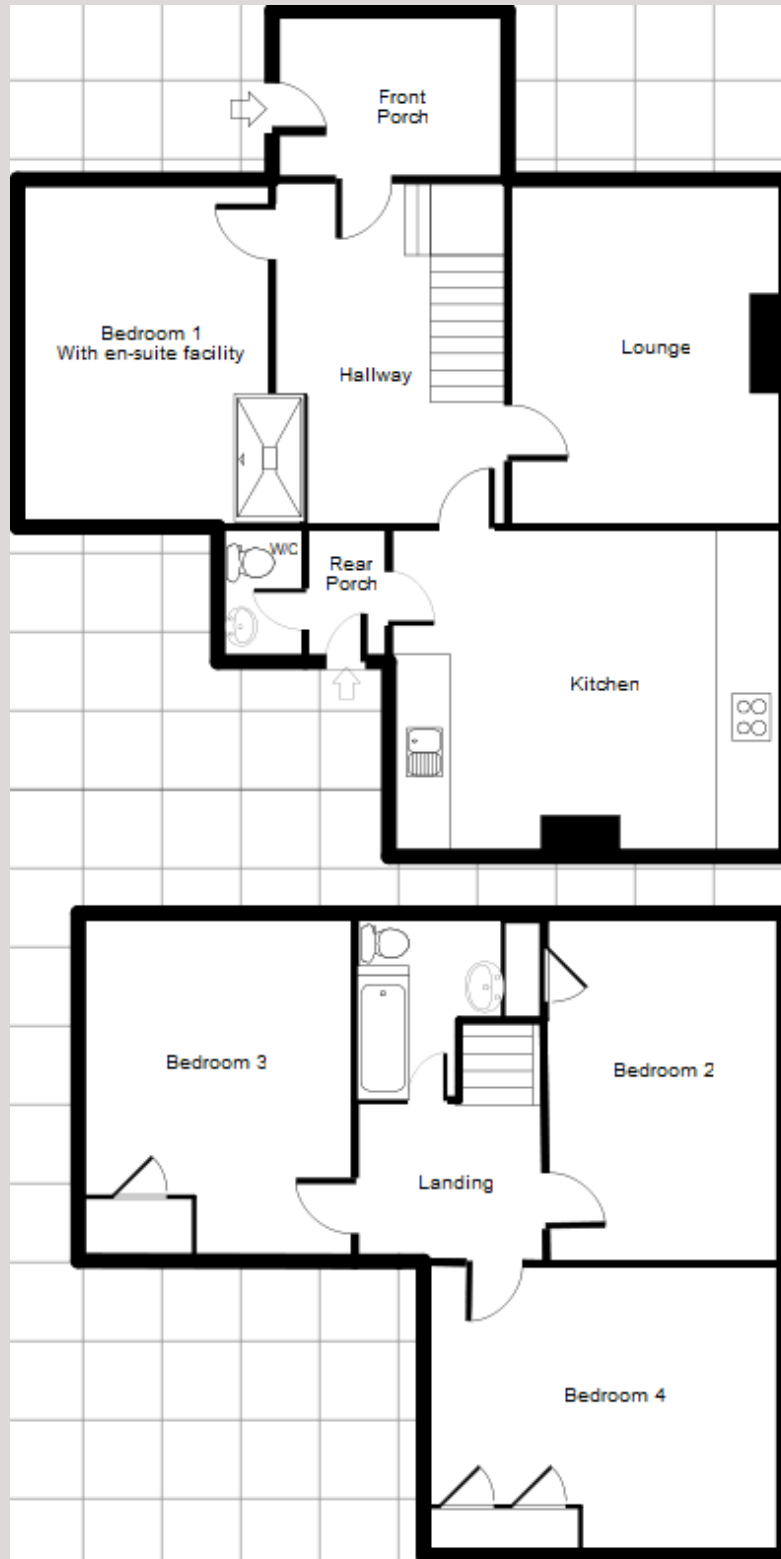 Front
Porch
Bedroom 1
With en-suite facility
Lounge
Hallway
W/C
Rear
Porch
Kitchen
Bedroom 3
Bedroom 2
Landing
Bedroom 4